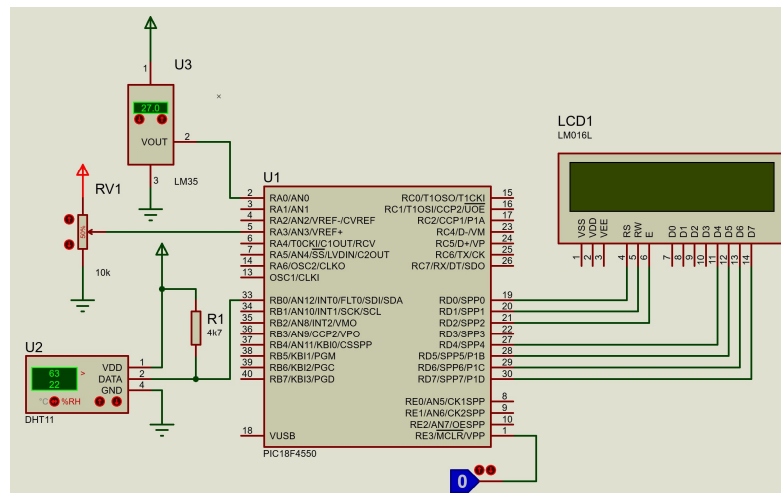 U3
1
27.0
VOUT
2
3
LM35
RV1
50%
10k
U1
2
RA0/AN0
3
RA1/AN1
4
RA2/AN2/VREF-/CVREF
5
RA3/AN3/VREF+
6
RA4/T0CKI/C1OUT/RCV
7
RA5/AN4/SS/LVDIN/C2OUT
14
RA6/OSC2/CLKO
13
OSC1/CLKI
33
RB0/AN12/INT0/FLT0/SDI/SDA
34
RB1/AN10/INT1/SCK/SCL
35
RB2/AN8/INT2/VMO
36
RB3/AN9/CCP2/VPO
37
RB4/AN11/KBI0/CSSPP
38
RB5/KBI1/PGM
39
RB6/KBI2/PGC
40
RB7/KBI3/PGD
18
VUSB
RC0/T1OSO/T1CKI
15
RC1/T1OSI/CCP2/UOE
16
RC2/CCP1/P1A
17
RC4/D-/VM
23
RC5/D+/VP
24
RC6/TX/CK
25
RC7/RX/DT/SDO
26
RD0/SPP0
19
RD1/SPP1
20
RD2/SPP2
21
RD3/SPP3
22
RD4/SPP4
27
RD5/SPP5/P1B
28
RD6/SPP6/P1C
29
RD7/SPP7/P1D
30
RE0/AN5/CK1SPP
8
RE1/AN6/CK2SPP
9
RE2/AN7/OESPP
10
RE3/MCLR/VPP
1
PIC18F4550
0
R1
4k7
U2
63
22
>
°C
%RH
VDD
1
DATA
2
GND
4
DHT11
LCD1
LM016L
VSS
VDD
VEE
RS
RW
E
D0
D1
D2
D3
D4
D5
D6
D7
1
2
3
4
5
6
7
8
9
10
11
12
13
14